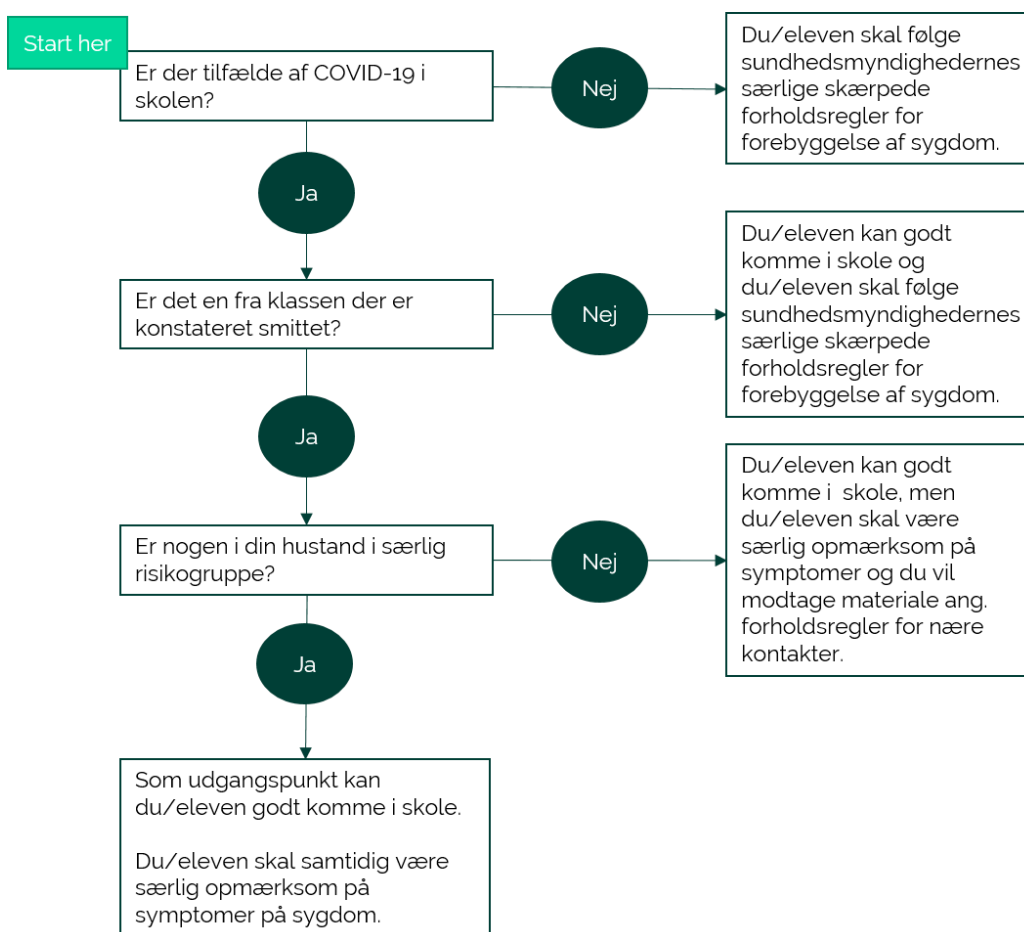 Start her
Er der tilfælde af COVID-19 i
skolen?
Nej
Du/eleven skal følge
sundhedsmyndighedernes
særlige skærpede
forholdsregler for
forebyggelse af sygdom.
Ja
Er det en fra klassen der er
konstateret smittet?
Nej
Du/eleven kan godt
komme i skole og
du/eleven skal følge
sundhedsmyndighedernes
særlige skærpede
forholdsregler for
forebyggelse af sygdom.
Ja
Er nogen i din hustand i særlig
risikogruppe?
Nej
Du/eleven kan godt
komme i  skole, men
du/eleven skal være
særlig opmærksom på
symptomer og du vil
modtage materiale ang.
forholdsregler for nære
kontakter.
Ja
Som udgangspunkt kan
du/eleven godt komme i skole.
Du/eleven skal samtidig være
særlig opmærksom på
symptomer på sygdom.